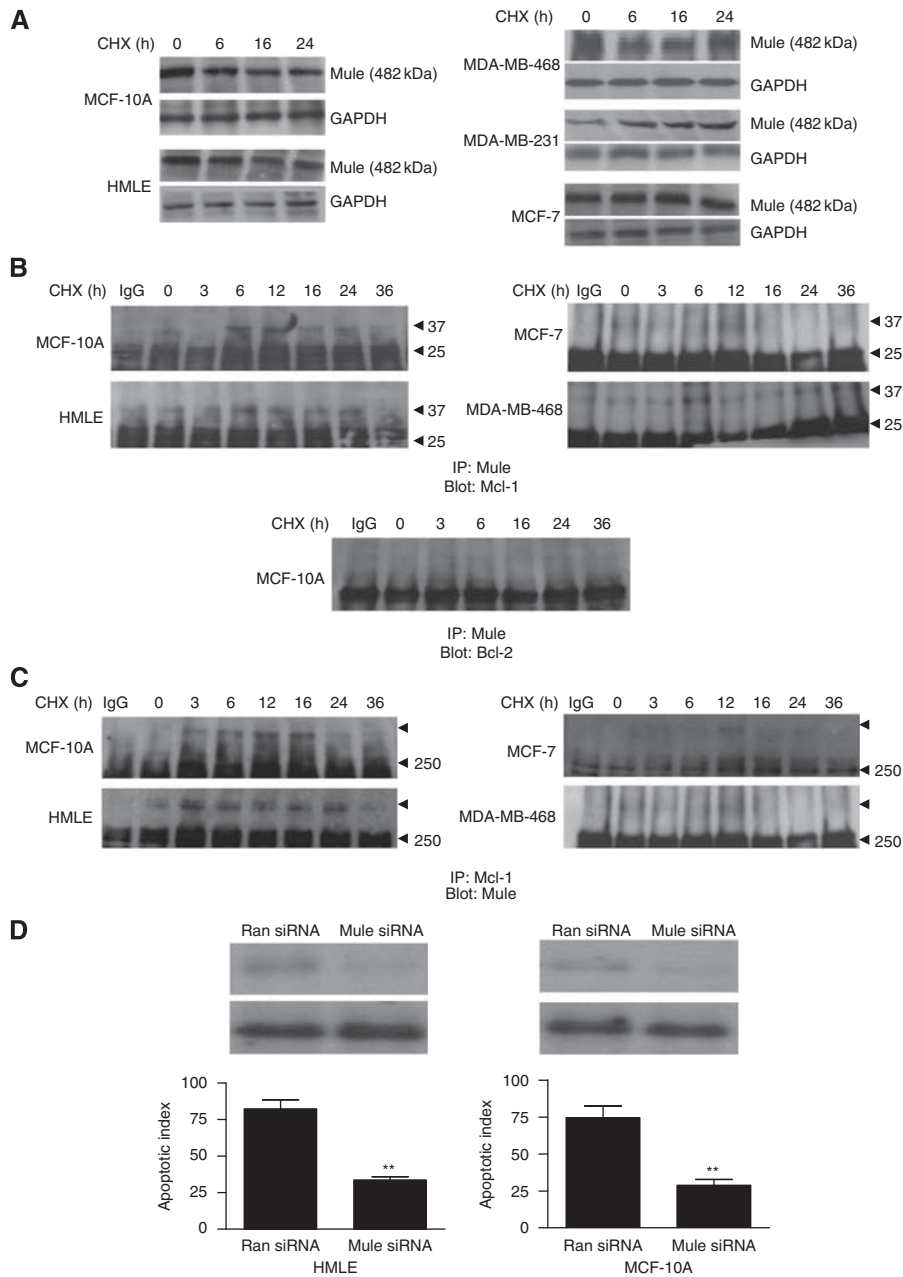 A
CHX (h) 0 6 16 24
MCF-10A
Mule (482 kDa)
GAPDH
HMLE
Mule (482 kDa)
GAPDH
CHX (h) 0 6 16 24
MDA-MB-468
Mule (482 kDa)
GAPDH
MDA-MB-231
Mule (482 kDa)
GAPDH
MCF-7
Mule (482 kDa)
GAPDH
B
CHX (h) IgG 0 3 6 12 16 24 36
MCF-10A
37
25
HMLE
37
25
CHX (h) IgG 0 3 6 12 16 24 36
MCF-7
37
25
MDA-MB-468
37
25
IP: Mule
Blot: Mcl-1
CHX (h) IgG 0 3 6 16 24 36
MCF-10A
IP: Mule
Blot: Bcl-2
C
CHX (h) IgG 0 3 6 12 16 24 36
MCF-10A
250
HMLE
250
CHX (h) IgG 0 3 6 12 16 24 36
MCF-7
250
MDA-MB-468
250
IP: Mcl-1
Blot: Mule
D
Ran siRNA Mule siRNA
Ran siRNA Mule siRNA
Apoptotic index
100
75
50
25
0
**
Ran siRNA Mule siRNA
HMLE
Apoptotic index
100
75
50
25
0
**
Ran siRNA Mule siRNA
MCF-10A